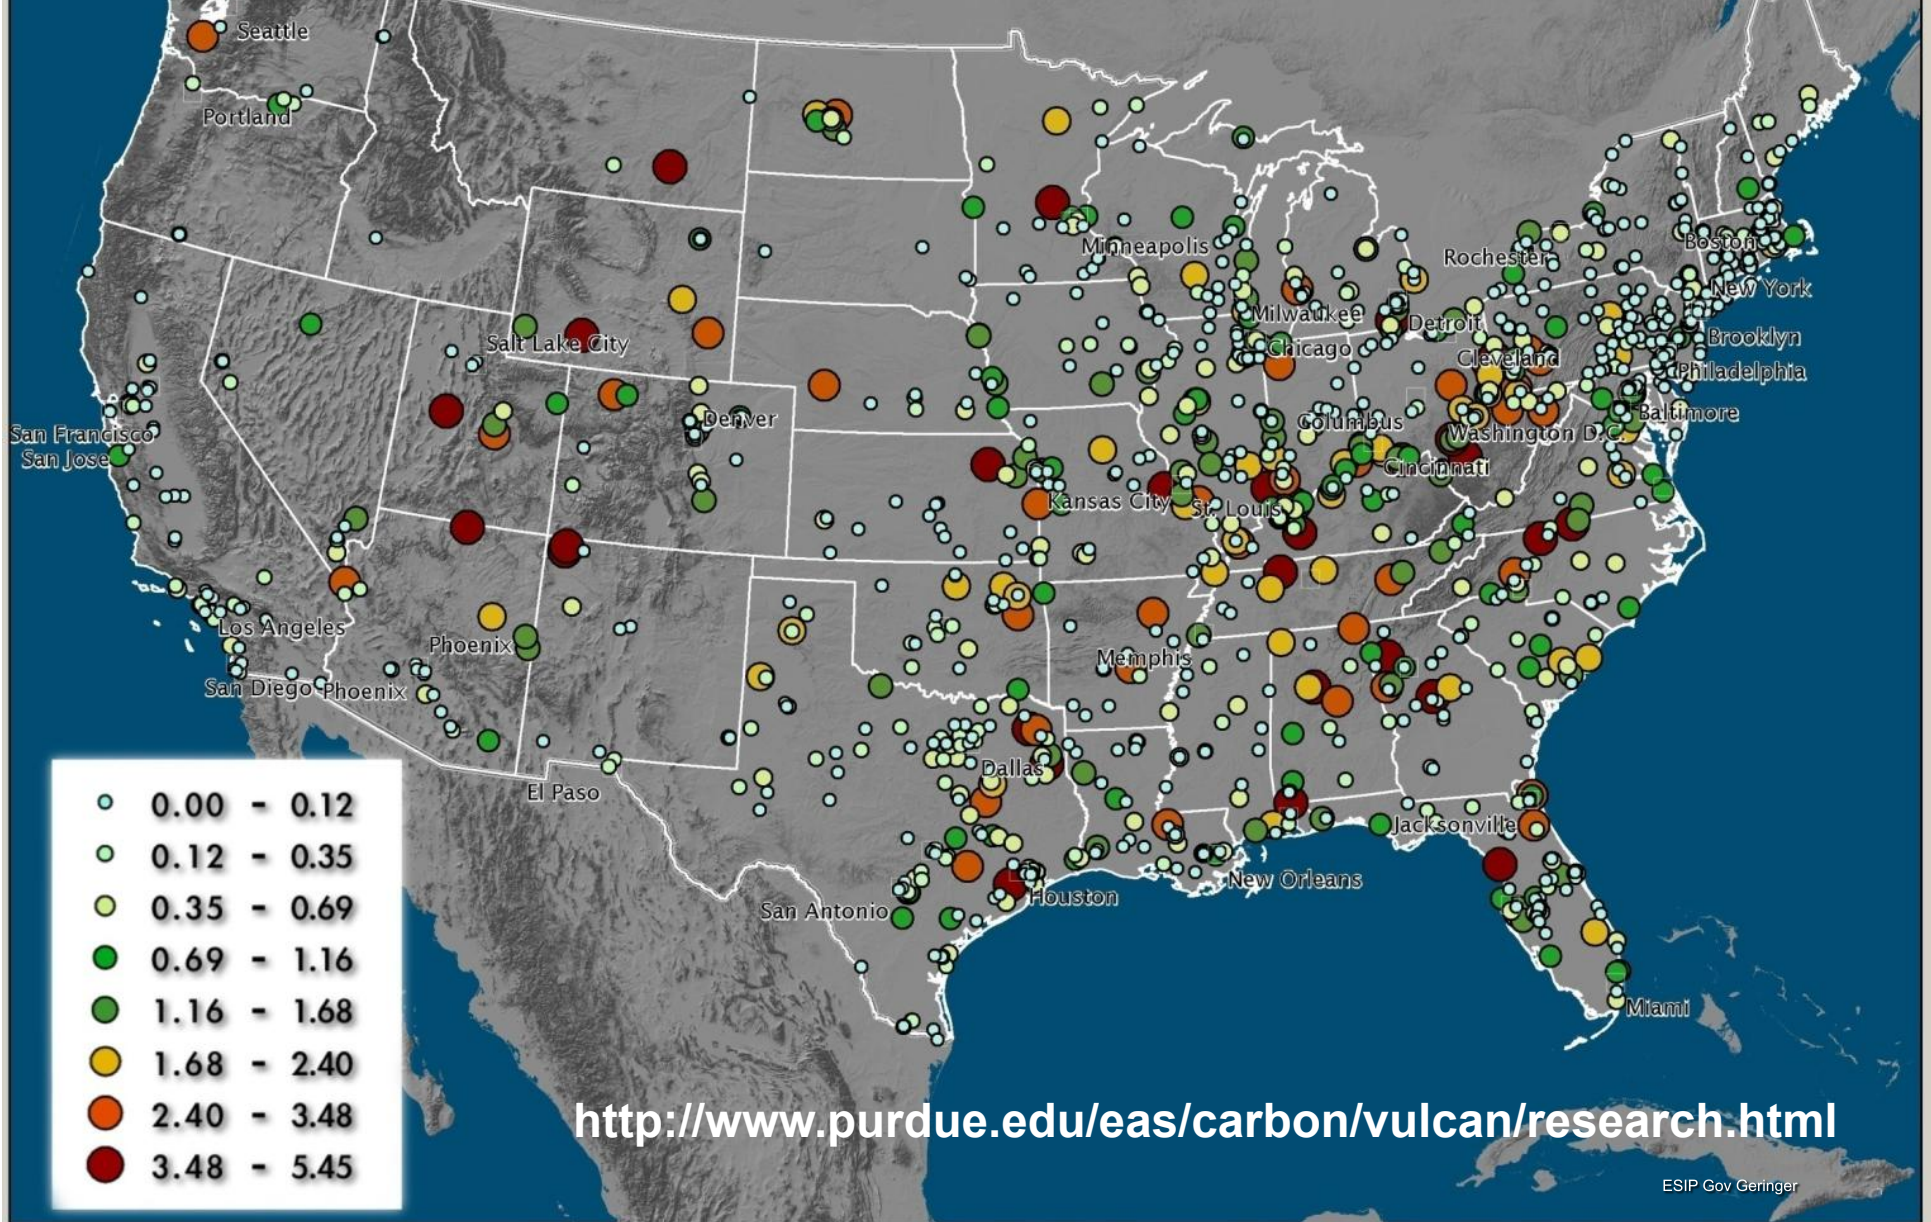 Seattle
Portland
Minneapolis
Rochester
Boston
New York
Milwaukee
Detroit
Salt Lake City
Chicago
Cleveland
Brooklyn
Philadelphia
Denver
Columbus
Baltimore
San Francisco
Washington D.C.
San Jose
Cincinnati
Kansas City
St. Louis
Los Angeles
Phoenix
Memphis
San Diego
Phoenix
Dallas
El Paso
Jacksonville
New Orleans
Houston
San Antonio
Miami
0.00 - 0.12
0.12 - 0.35
0.35 - 0.69
0.69 - 1.16
1.16 - 1.68
1.68 - 2.40
2.40 - 3.48
3.48 - 5.45
http://www.purdue.edu/eas/carbon/vulcan/research.html
ESIP Gov Geringer